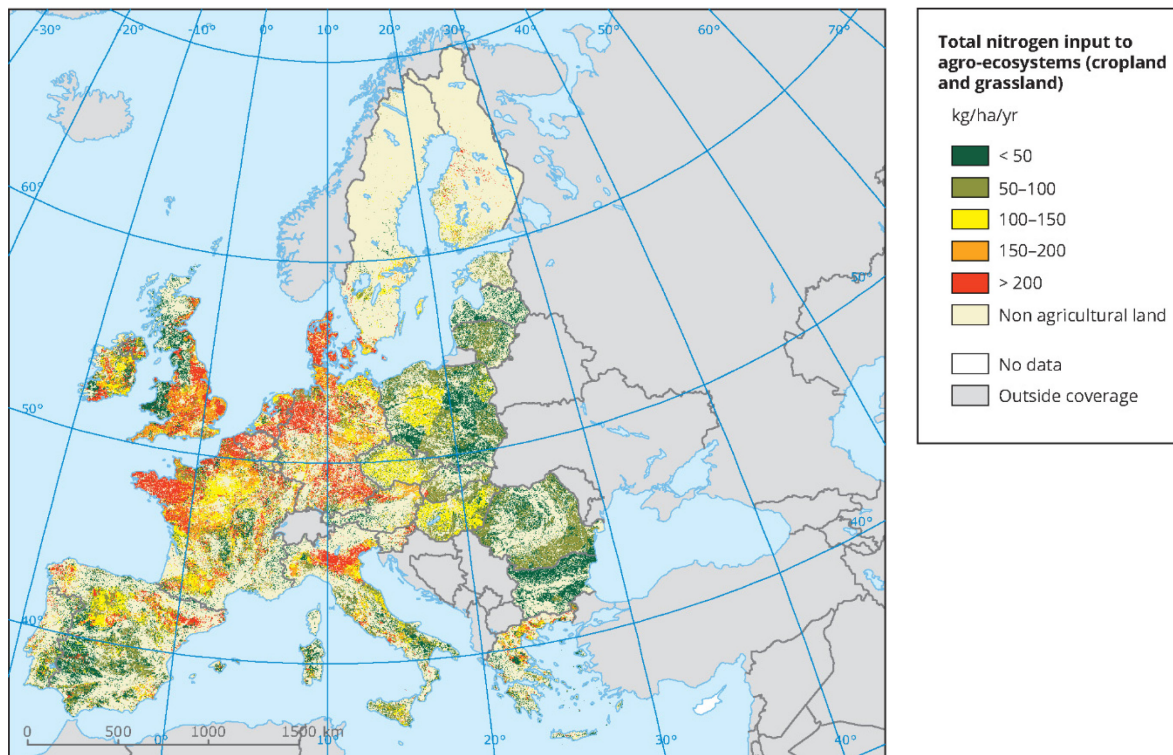 -30° -20° -10° 0° 10° 20° 30° 40° 50° 60° 70°
60°
50°
50°
40°
40°
40°
0 500 1000 1500 km
0° 10° 20° 30°
Total nitrogen input to
agro-ecosystems (cropland
and grassland)
kg/ha/yr
< 50
50–100
100–150
150–200
> 200
Non agricultural land
No data
Outside coverage